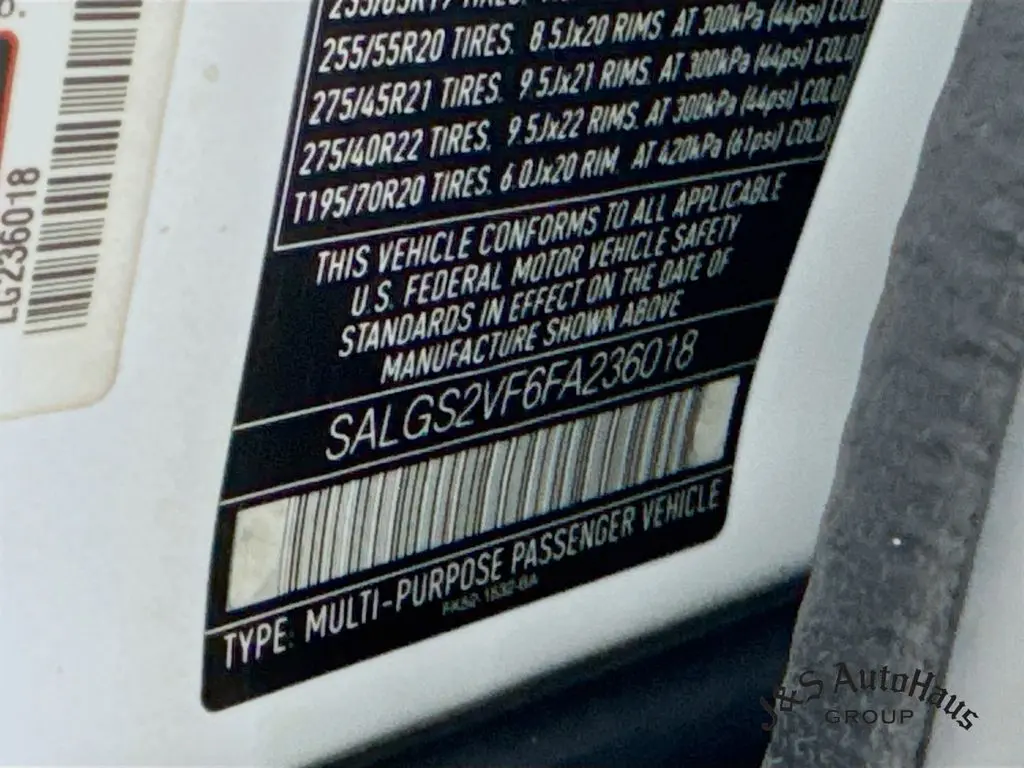 255/55R20 TIRES. 8.5Jx20 RIMS. AT 300kPa (44psi) COLD
275/45R21 TIRES. 9.5Jx21 RIMS. AT 300kPa (44psi) COLD
275/40R22 TIRES. 9.5Jx22 RIMS. AT 300kPa (44psi) COLD
T195/70R20 TIRES. 6.0Jx20 RIM. AT 420kPa (61psi) COLD
THIS VEHICLE CONFORMS TO ALL APPLICABLE
U.S. FEDERAL MOTOR VEHICLE SAFETY
STANDARDS IN EFFECT ON THE DATE OF
MANUFACTURE SHOWN ABOVE
SALGS2VF6FA236018
TYPE: MULTI-PURPOSE PASSENGER VEHICLE
LG236018
J&S AutoHaus
GROUP